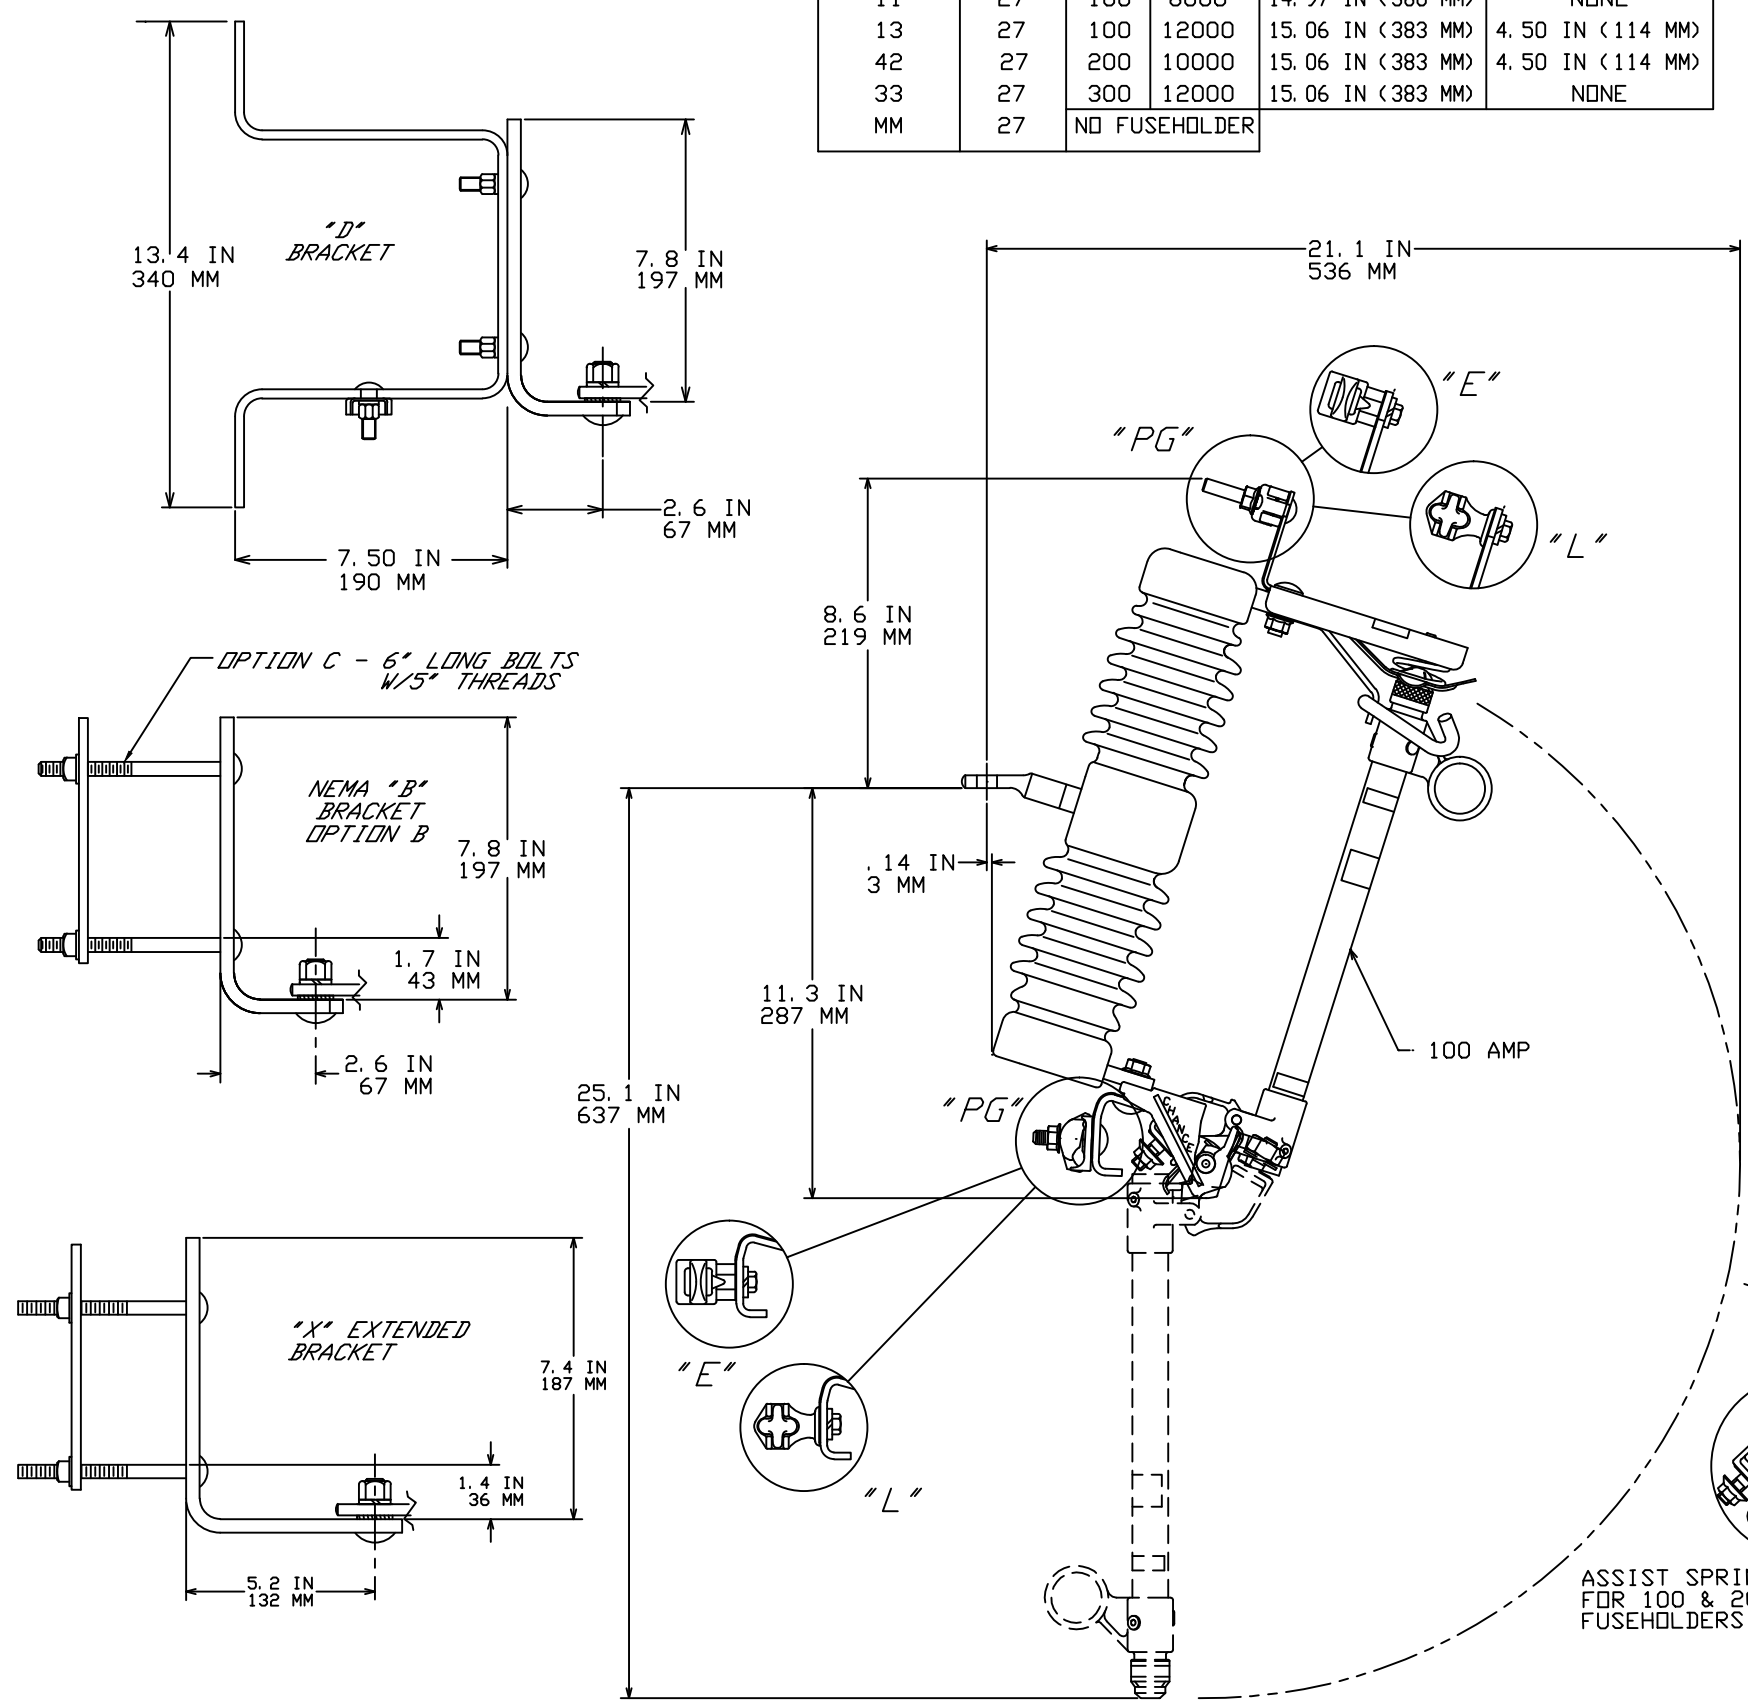 13 27 100 12000 15.06 IN (383 MM) 4.50 IN (114 MM)
42 27 200 10000 15.06 IN (383 MM) 4.50 IN (114 MM)
33 27 300 12000 15.06 IN (383 MM) NONE
MM 27 NO FUSEHOLDER
"D"
BRACKET
13.4 IN
340 MM
7.8 IN
197 MM
2.6 IN
67 MM
7.50 IN
190 MM
21.1 IN
536 MM
"E"
"PG"
"L"
8.6 IN
219 MM
OPTION C - 6" LONG BOLTS
W/5" THREADS
NEMA "B"
BRACKET
OPTION B
7.8 IN
197 MM
1.7 IN
43 MM
2.6 IN
67 MM
.14 IN
3 MM
11.3 IN
287 MM
100 AMP
25.1 IN
637 MM
"PG"
CHANCE
"E"
"L"
"X" EXTENDED
BRACKET
7.4 IN
187 MM
1.4 IN
36 MM
5.2 IN
132 MM
ASSIST
FOR 100 &
FUSEHOLDERS